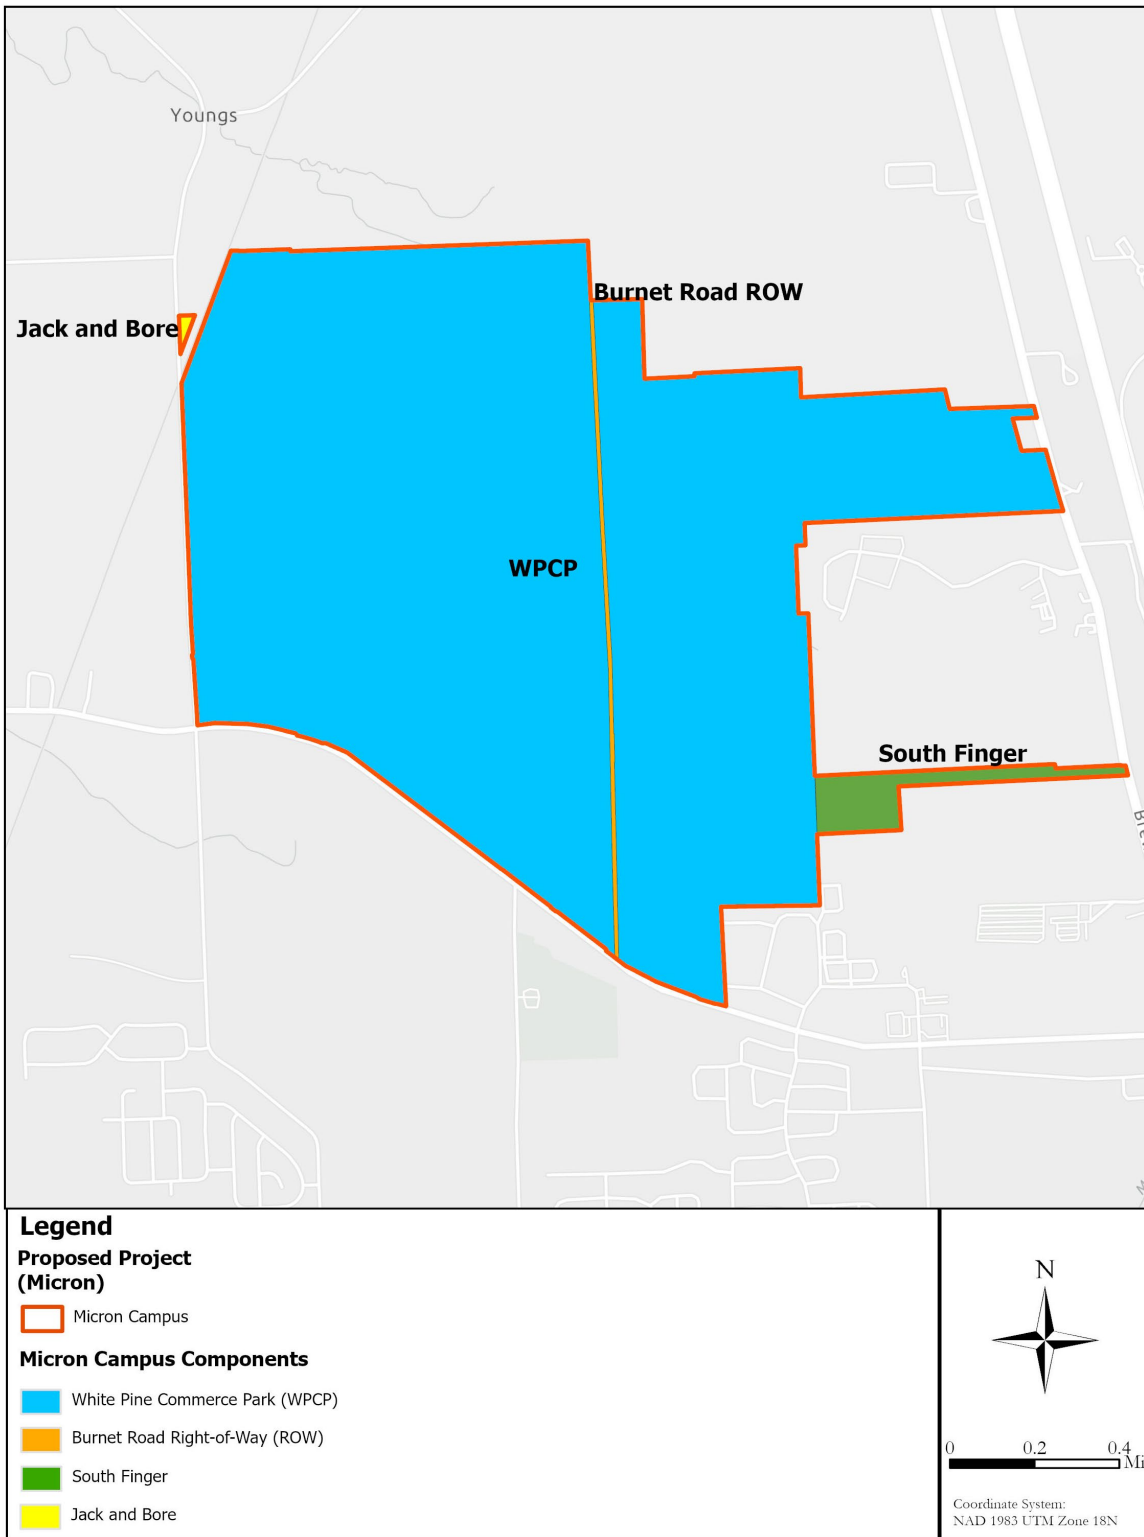 Youngs
Burnet Road ROW
Jack and Bore
WPCP
South Finger
Legend
Proposed Project
(Micron)
Micron Campus
Micron Campus Components
White Pine Commerce Park (WPCP)
Burnet Road Right-of-Way (ROW)
South Finger
Jack and Bore
N
0 0.2 0.4
Mi
Coordinate System:
NAD 1983 UTM Zone 18N